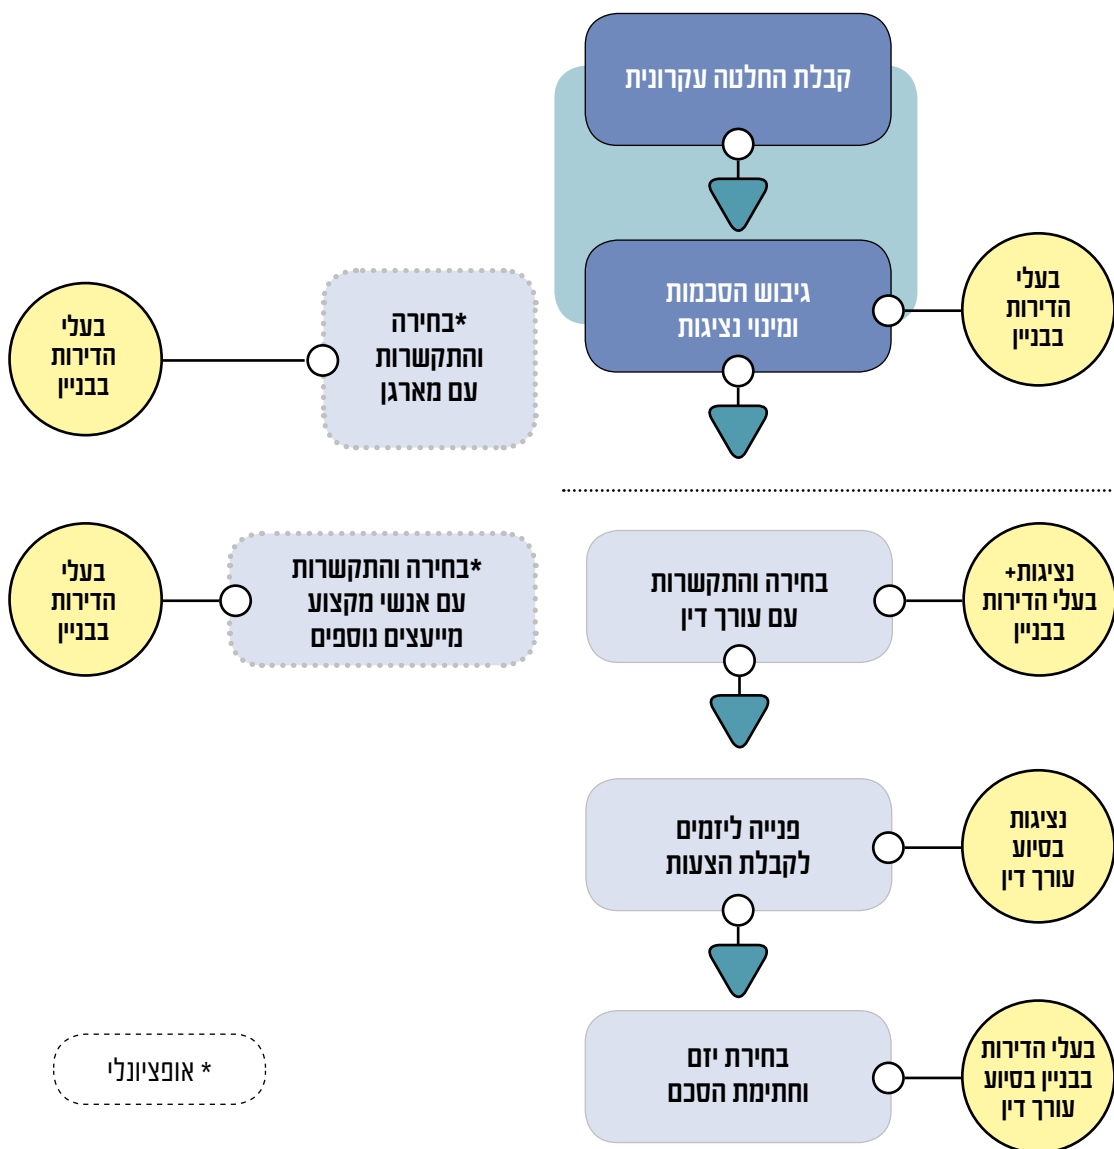 קבלת החלטה עקרונית
בעלי
הדירות
בבניין
גיבוש הסכמות
ומינוי נציגות
*בחירה
והתקשרות
עם מארגן
בעלי
הדירות
בבניין
נציגות+
בעלי הדירות
בבניין
בחירה והתקשרות
עם עורך דין
*בחירה והתקשרות
עם אנשי מקצוע
מייעצים נוספים
בעלי
הדירות
בבניין
נציגות
בסיוע
עורך דין
פנייה ליזמים
לקבלת הצעות
בעלי הדירות
בבניין בסיוע
עורך דין
בחירת יזם
וחתימת הסכם
* אופציונלי